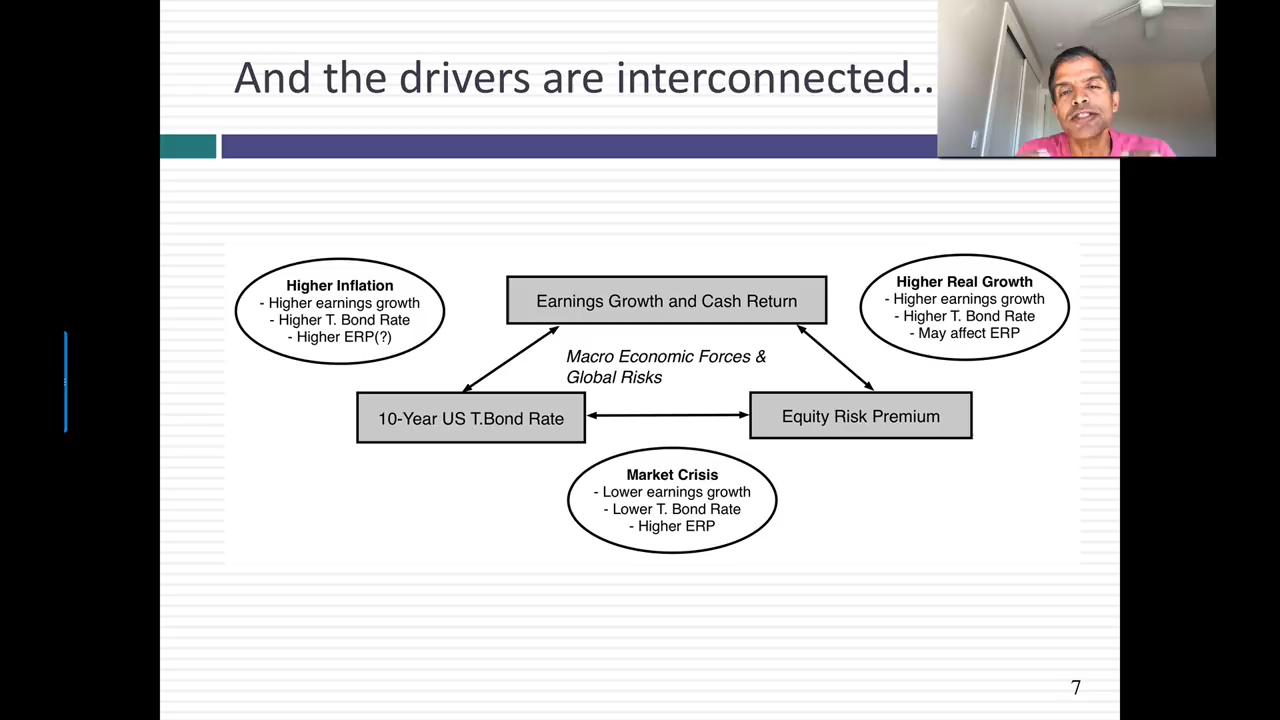 And the drivers are interconnected..
Higher Inflation
- Higher earnings growth
- Higher T. Bond Rate
- Higher ERP(?)
Earnings Growth and Cash Return
Higher Real Growth
- Higher earnings growth
- Higher T. Bond Rate
- May affect ERP
Macro Economic Forces &
Global Risks
10-Year US T.Bond Rate
Equity Risk Premium
Market Crisis
- Lower earnings growth
- Lower T. Bond Rate
- Higher ERP
7